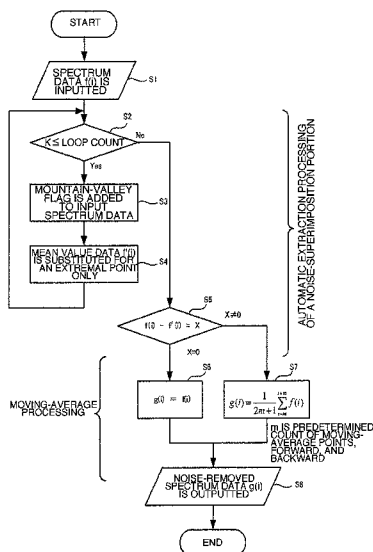 START
SPECTRUM
DATA f(i) IS
INPUTTED
S1
S2
K ≤ LOOP COUNT
No
Yes
MOUNTAIN-VALLEY
FLAG IS ADDED
TO INPUT
SPECTRUM DATA
S3
MEAN VALUE DATA f'(i)
IS SUBSTITUTED FOR
AN EXTREMAL POINT
ONLY
S4
AUTOMATIC EXTRACTION PROCESSING
OF A NOISE-SUPERIMPOSITION PORTION
S5
f(i) - f'(i) = X
X≠0
X=0
S6
S7
MOVING-AVERAGE
PROCESSING
g(i) = f(i)
g(i) = 1/2m+1 ∑ f(i)
m IS PREDETERMINED
COUNT OF MOVING-
AVERAGE POINTS,
FORWARD, AND
BACKWARD
NOISE-REMOVED
SPECTRUM DATA g(i)
IS OUTPUTTED
S8
END